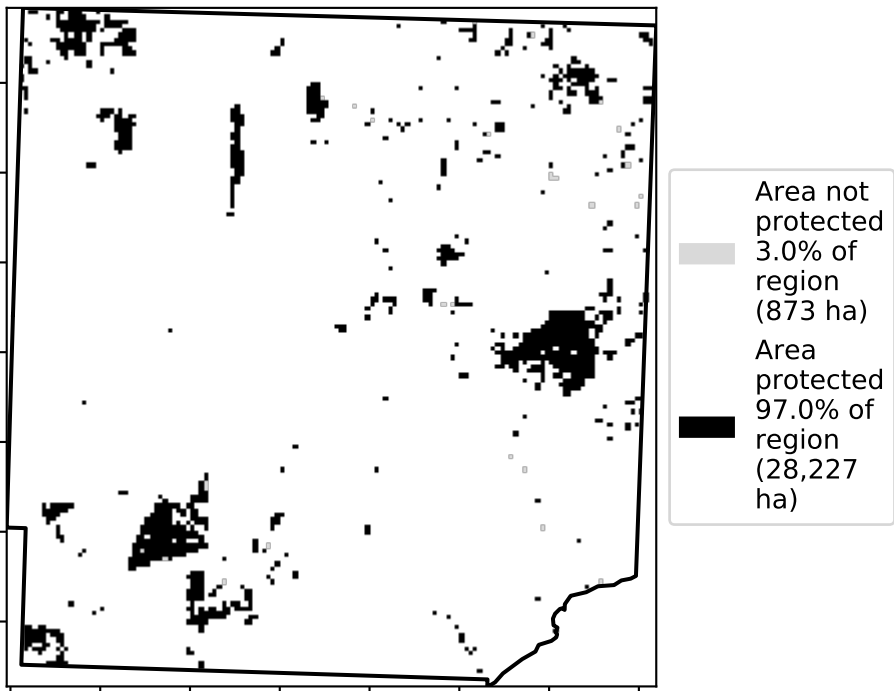 Area not
protected
3.0% of
region
(873 ha)
Area
protected
97.0% of
region
(28,227
ha)